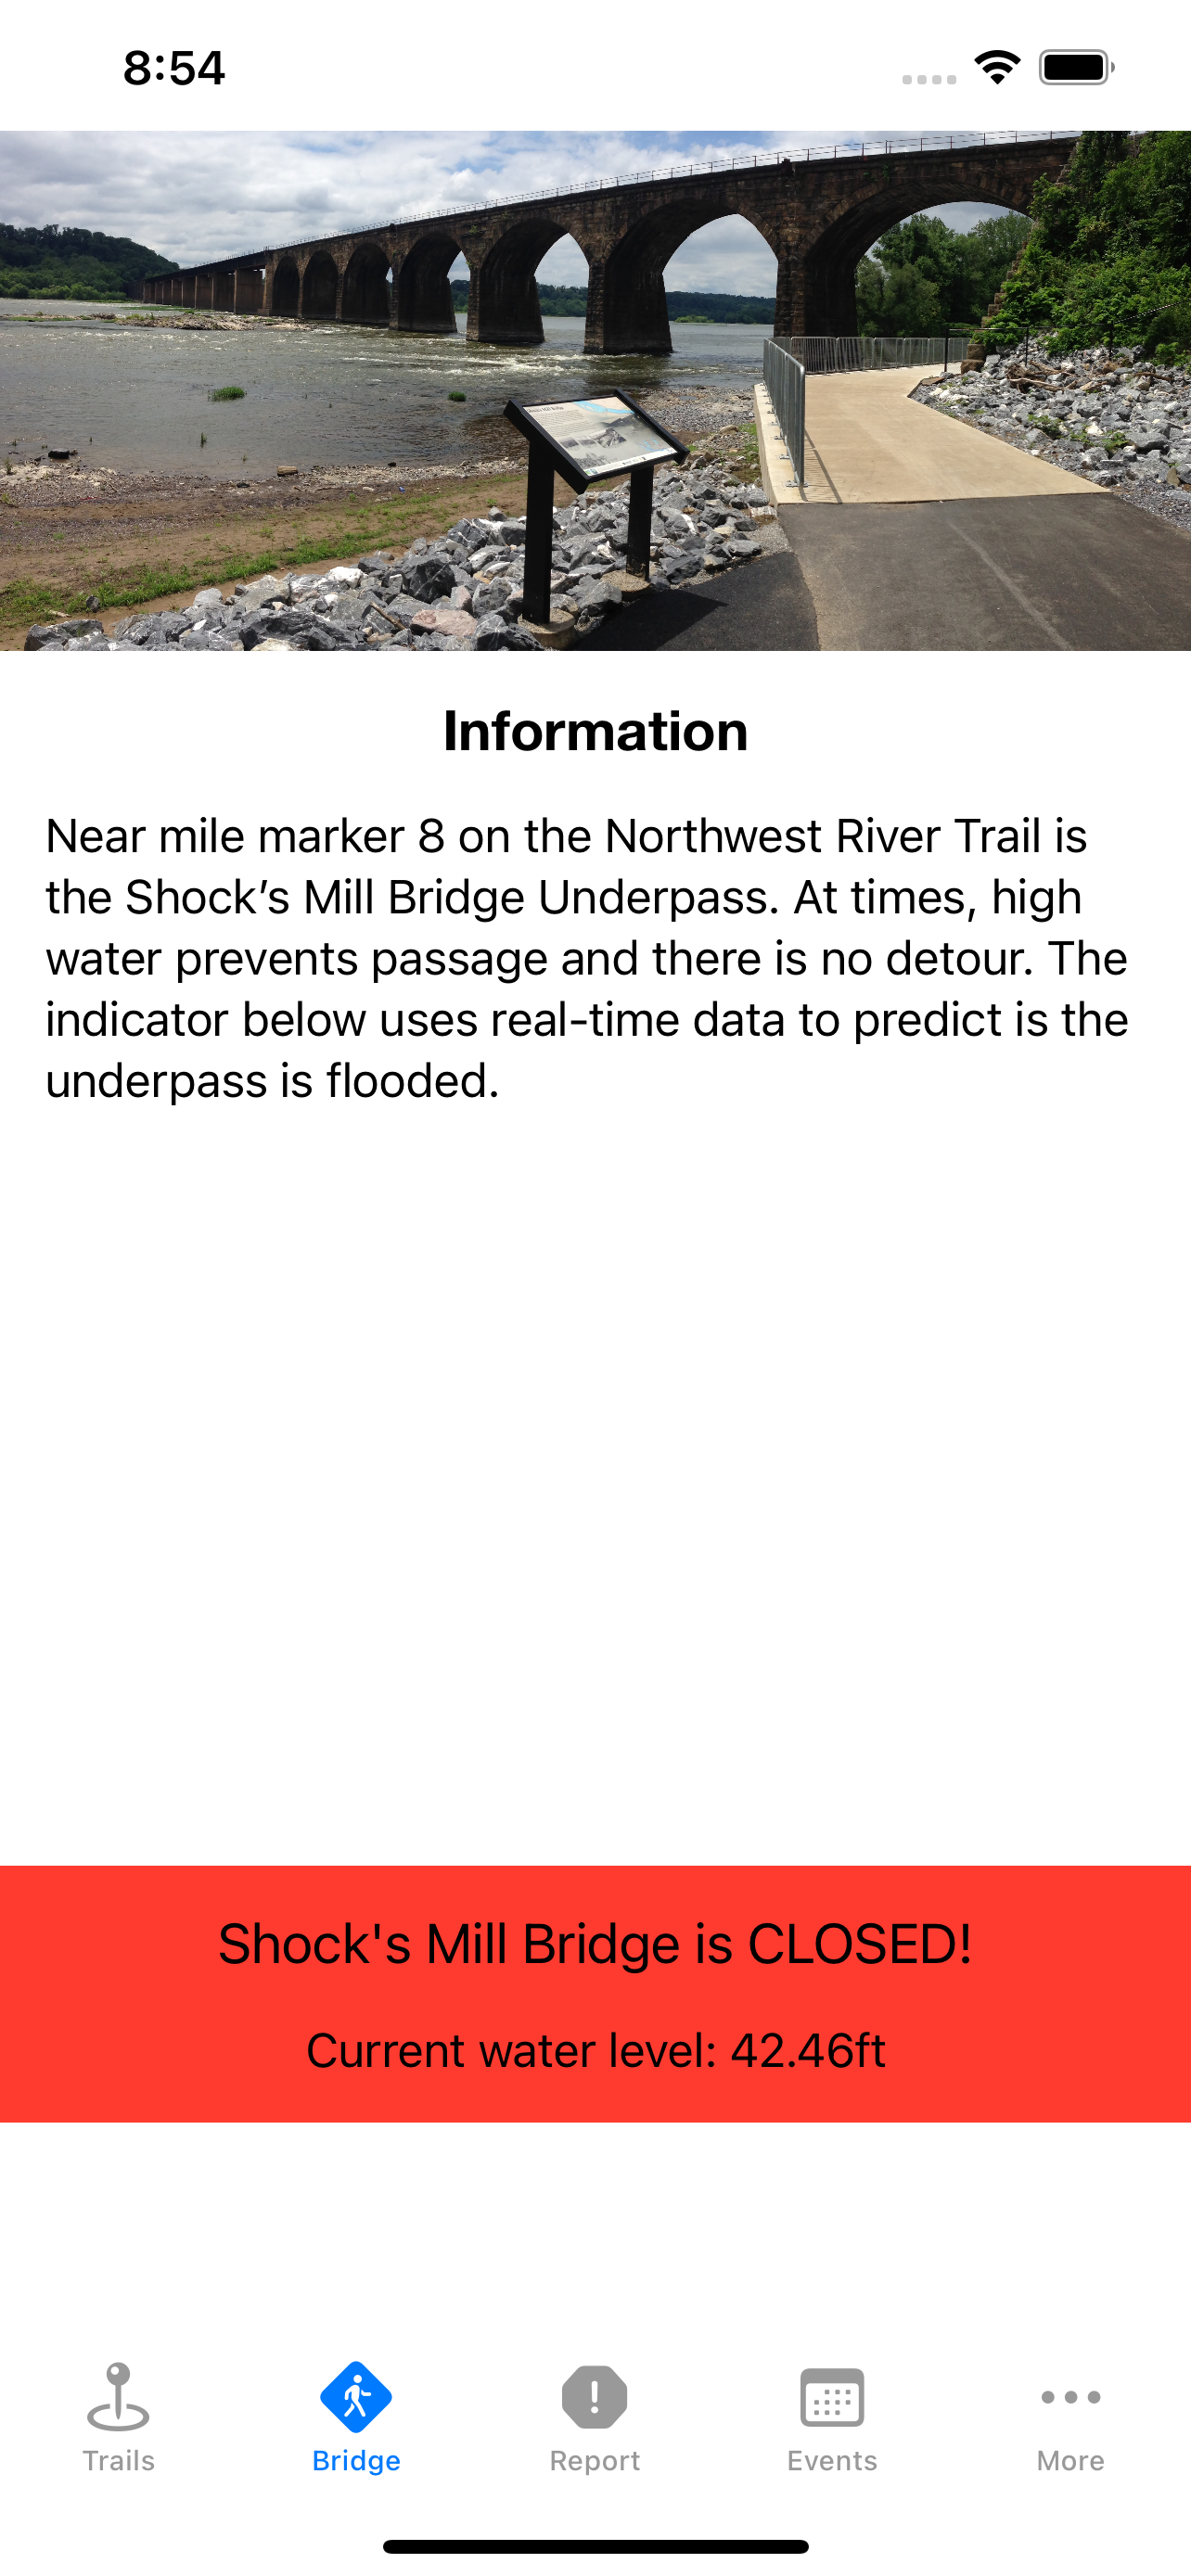 8:54
Information
Near mile marker 8 on the Northwest River Trail is
the Shock’s Mill Bridge Underpass. At times, high
water prevents passage and there is no detour. The
indicator below uses real-time data to predict is the
underpass is flooded.
Shock's Mill Bridge is CLOSED!
Current water level: 42.46ft
Trails Bridge Report Events More